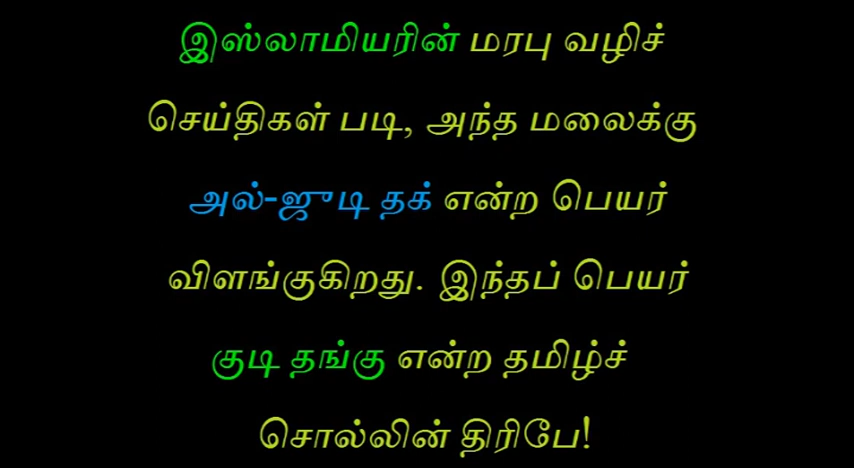 இஸ்லாமியரின் மரபு வழிச்
செய்திகள் படி, அந்த மலைக்கு
அல்-ஜுடி தக் என்ற பெயர்
விளங்குகிறது. இந்தப் பெயர்
குடி தங்கு என்ற தமிழ்ச்
சொல்லின் திரிபே!